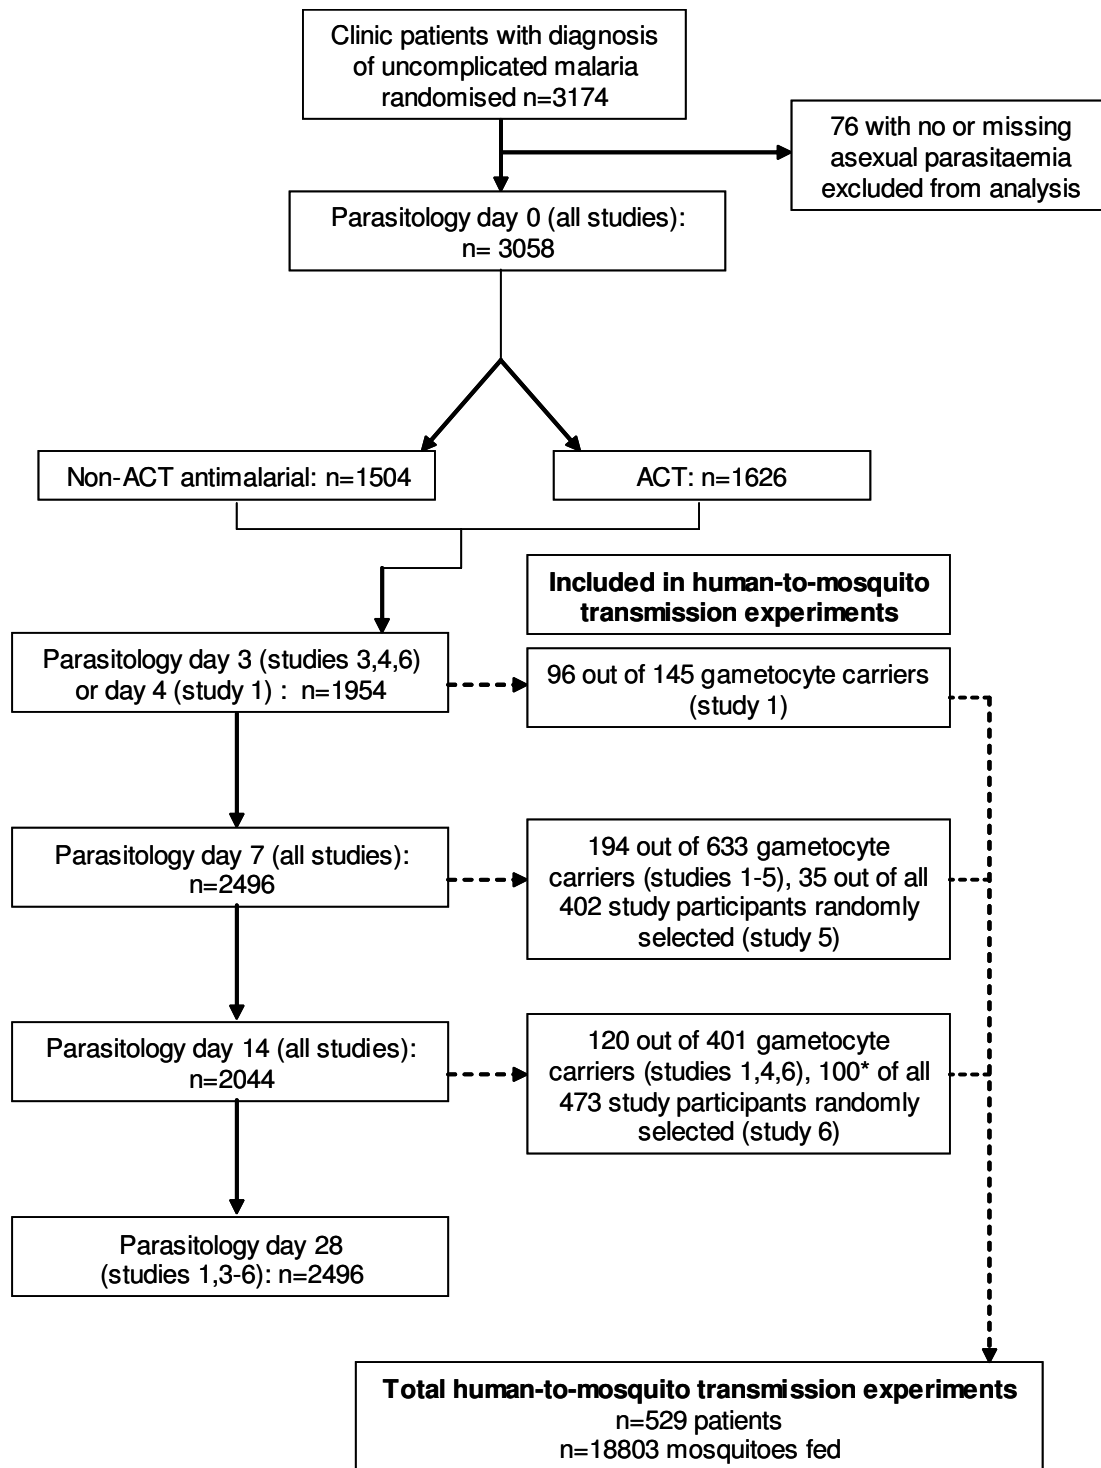 Clinic patients with diagnosis
of uncomplicated malaria
randomised n=3174
76 with no or missing
asexual parasitaemia
excluded from analysis
Parasitology day 0 (all studies):
n= 3058
Non-ACT antimalarial: n=1504
ACT: n=1626
Included in human-to-mosquito
transmission experiments
Parasitology day 3 (studies 3,4,6)
or day 4 (study 1) : n=1954
96 out of 145 gametocyte carriers
(study 1)
Parasitology day 7 (all studies):
n=2496
194 out of 633 gametocyte
carriers (studies 1-5), 35 out of all
402 study participants randomly
selected (study 5)
Parasitology day 14 (all studies):
n=2044
120 out of 401 gametocyte
carriers (studies 1,4,6), 100* of all
473 study participants randomly
selected (study 6)
Parasitology day 28
(studies 1,3-6): n=2496
Total human-to-mosquito transmission experiments
n=529 patients
n=18803 mosquitoes fed